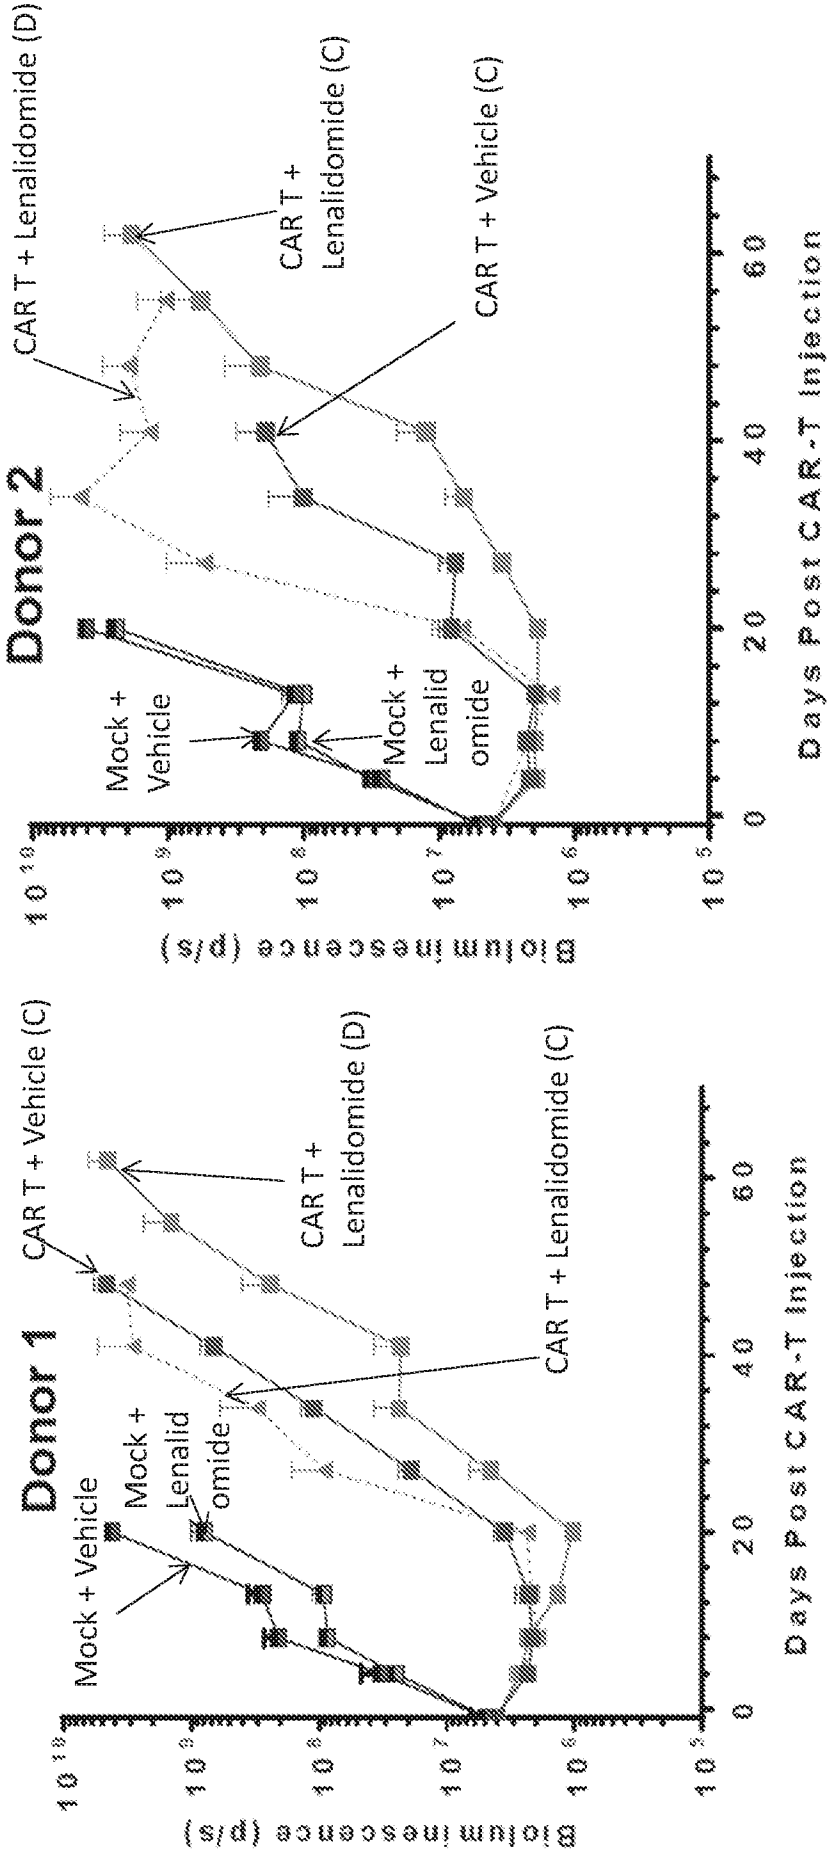 Donor 1
Mock + Vehicle
Mock +
Lenalid
omide
CAR T + Vehicle (C)
CAR T +
Lenalidomide (D)
CAR T + Lenalidomide (C)
10^10
10^9
10^8
10^7
10^6
10^5
Bioluminescence (p/s)
0
20
40
60
Days Post CAR-T Injection
Donor 2
Mock +
Vehicle
Mock +
Lenalid
omide
CAR T + Lenalidomide (D)
CAR T +
Lenalidomide (C)
CAR T + Vehicle (C)
10^10
10^9
10^8
10^7
10^6
10^5
Bioluminescence (p/s)
0
20
40
60
Days Post CAR-T Injection